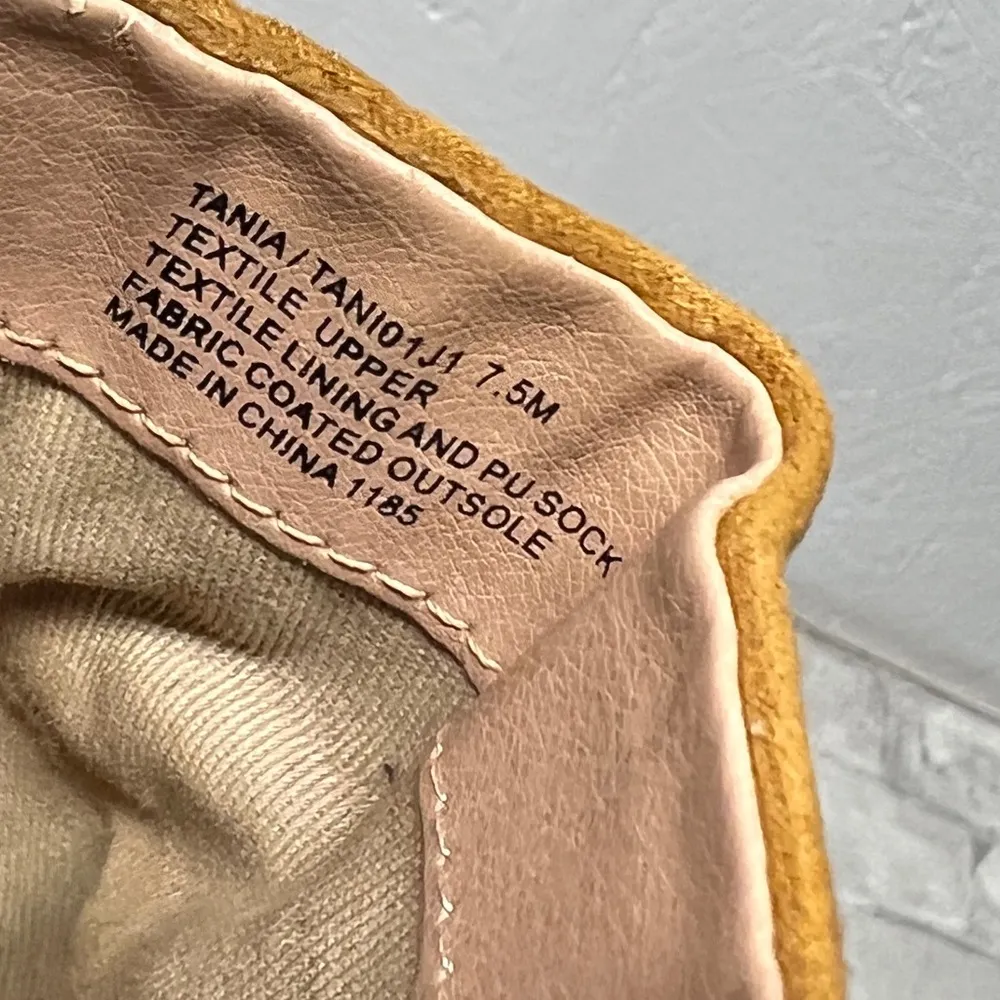 TANIA / TANI01J1 7.5M
TEXTILE UPPER
TEXTILE LINING AND PU SOCK
FABRIC COATED OUTSOLE
MADE IN CHINA 1185